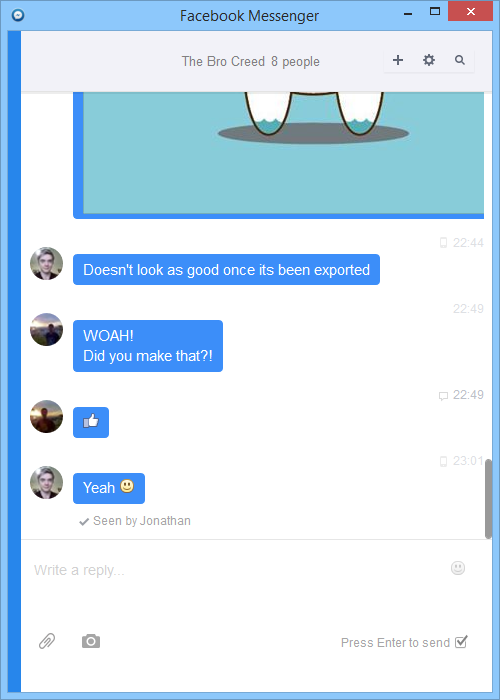 Facebook Messenger
The Bro Creed 8 people
22:44
Doesn't look as good once its been exported
22:49
WOAH!
Did you make that?!
22:49
23:01
Yeah
Seen by Jonathan
Write a reply...
Press Enter to send